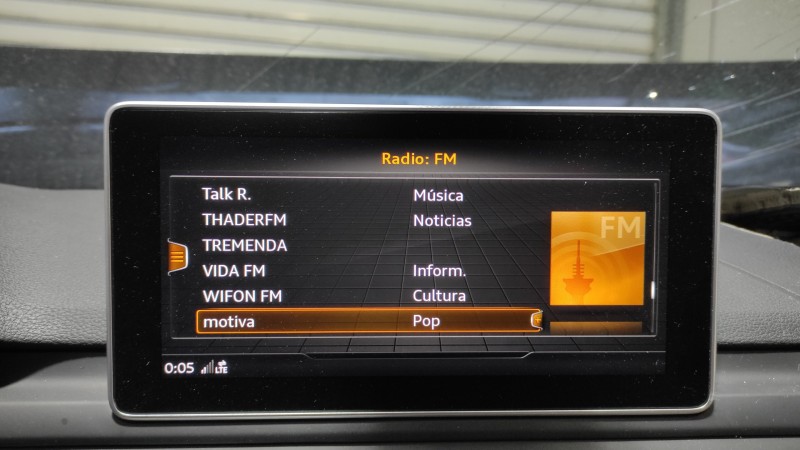 Radio: FM
Talk R. Música
THADERFM Noticias
TREMENDA
VIDA FM Inform.
WIFON FM Cultura
motiva Pop
FM
0:05 LTE